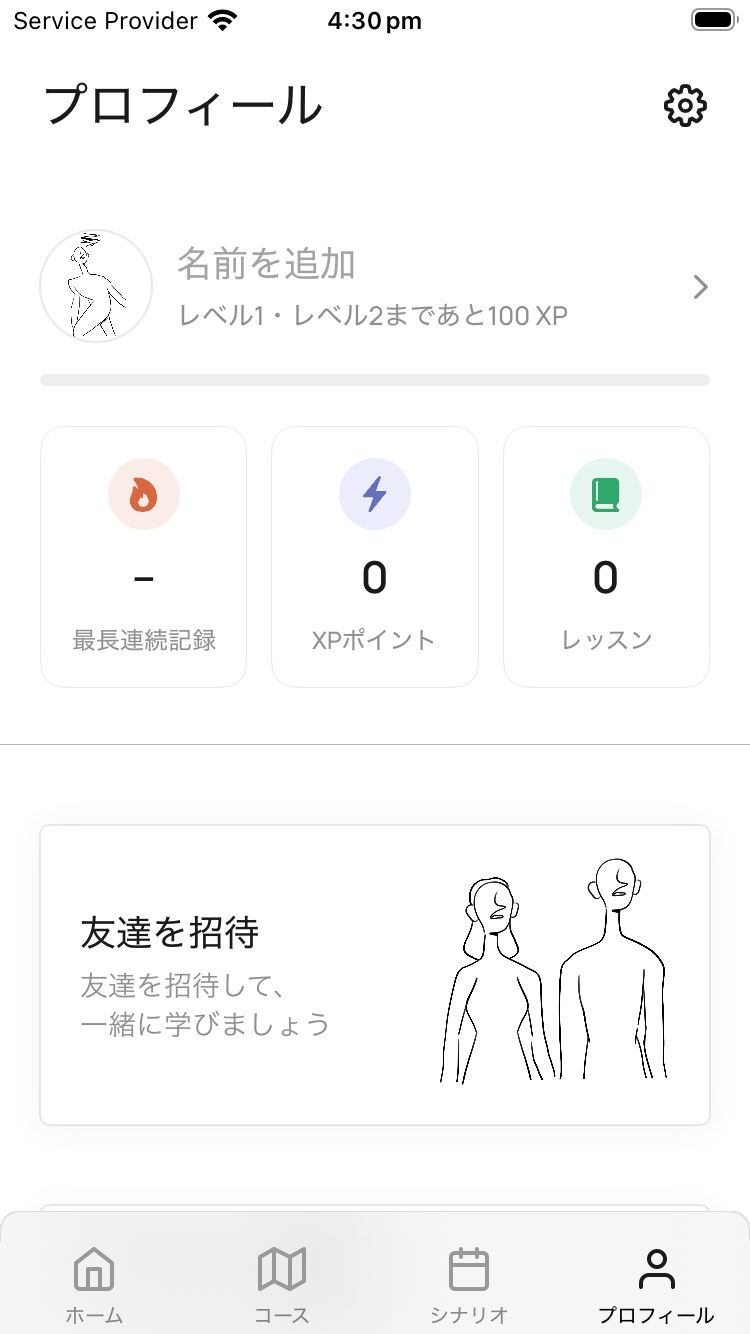 Service Provider 4:30 pm
プロフィール
名前を追加
レベル1・レベル2まであと100 XP
– 0 0
最長連続記録 XPポイント レッスン
友達を招待
友達を招待して、
一緒に学びましょう
ホーム コース シナリオ プロフィール